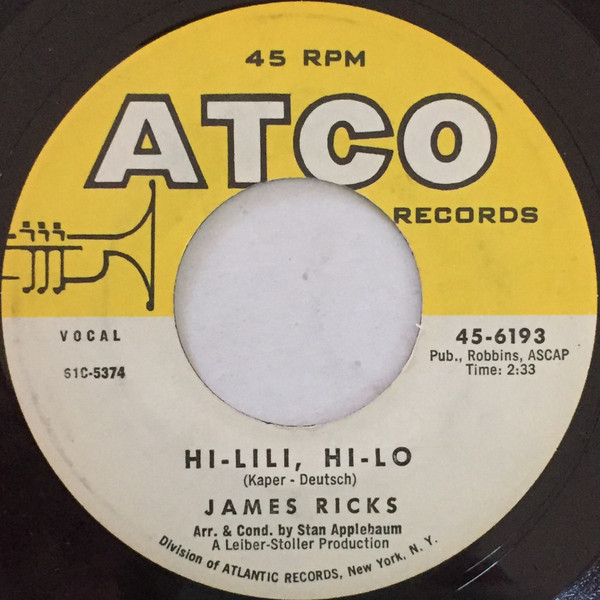 45 RPM
ATCO
RECORDS
VOCAL
61C-5374
45-6193
Pub., Robbins, ASCAP
Time: 2:33
HI-LILI, HI-LO
(Kaper - Deutsch)
JAMES RICKS
Arr. & Cond. by Stan Applebaum
A Leiber-Stoller Production
Division of ATLANTIC RECORDS, New York, N. Y.